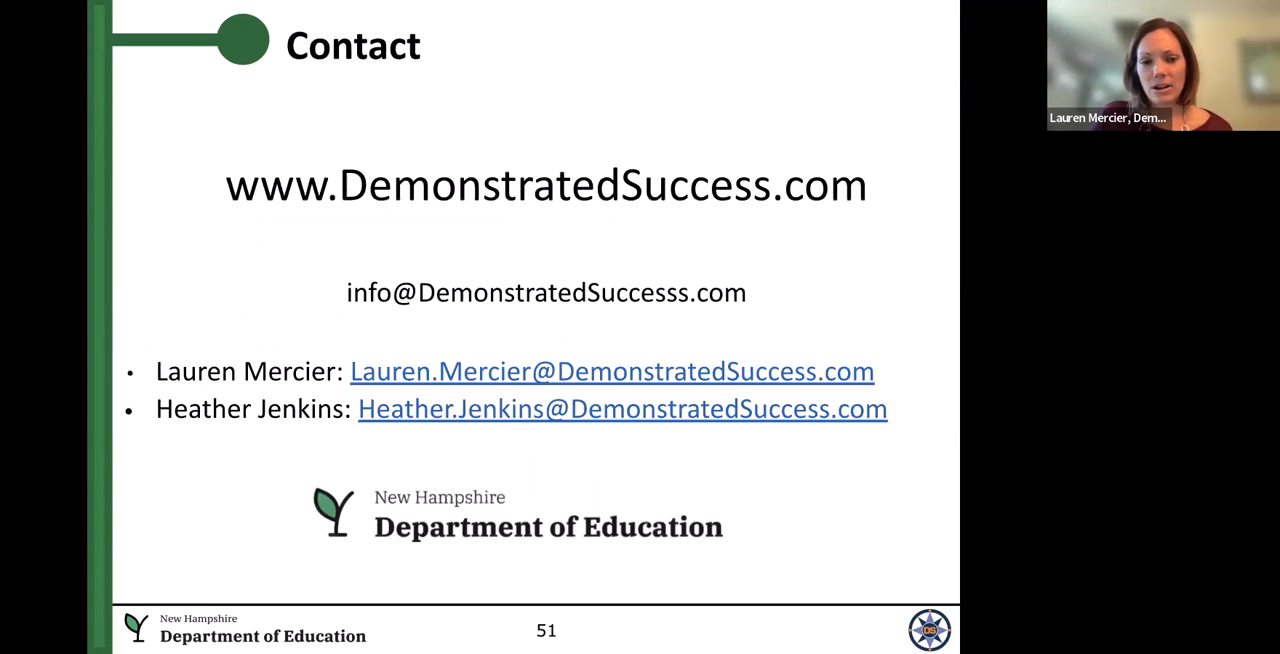 Contact
www.DemonstratedSuccess.com
info@DemonstratedSuccesss.com
• Lauren Mercier: Lauren.Mercier@DemonstratedSuccess.com
• Heather Jenkins: Heather.Jenkins@DemonstratedSuccess.com
New Hampshire
Department of Education
New Hampshire
Department of Education
51
DS
Lauren Mercier, Dem...